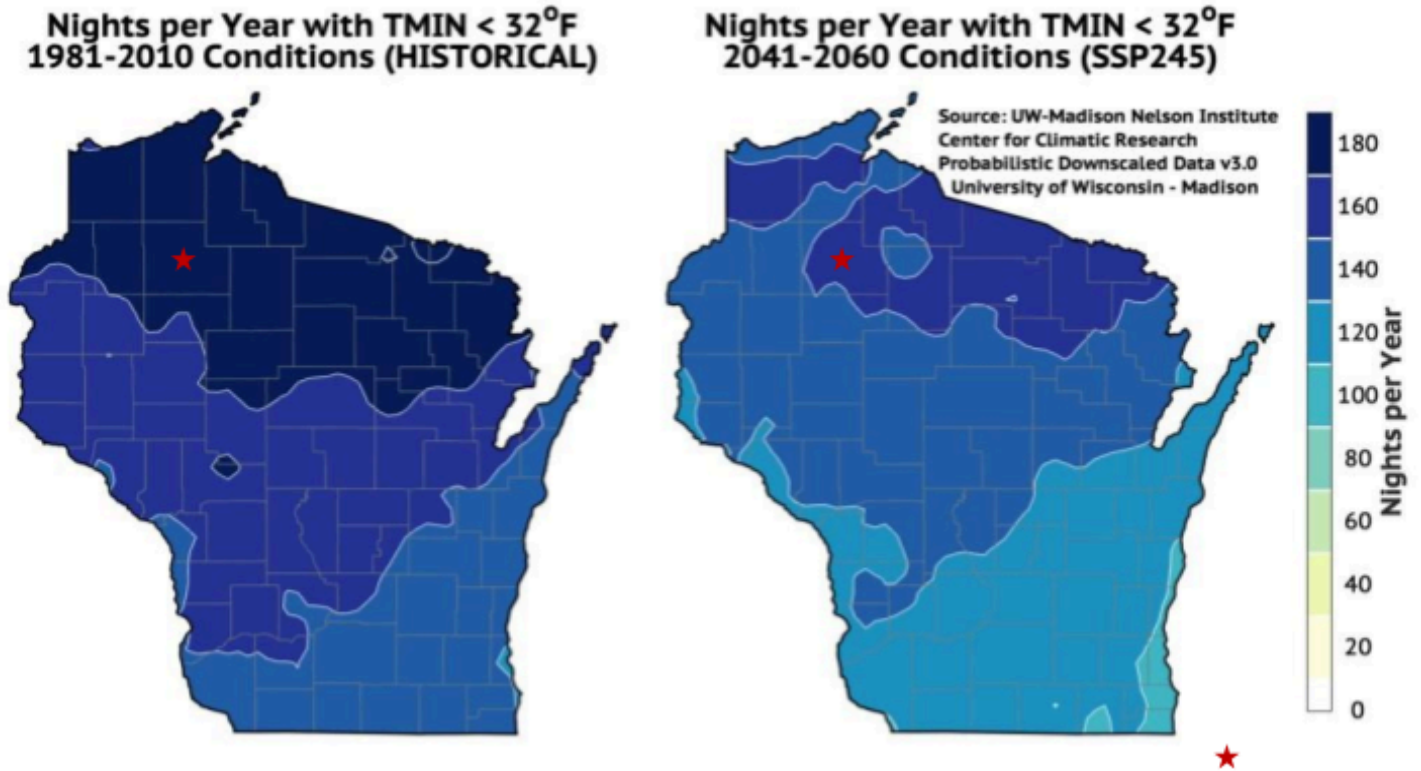 Nights per Year with TMIN < 32°F
1981-2010 Conditions (HISTORICAL)
Nights per Year with TMIN < 32°F
2041-2060 Conditions (SSP245)
Source: UW-Madison Nelson Institute
Center for Climatic Research
Probabilistic Downscaled Data v3.0
University of Wisconsin - Madison
180
160
140
120
100
80
60
40
20
0
Nights per Year